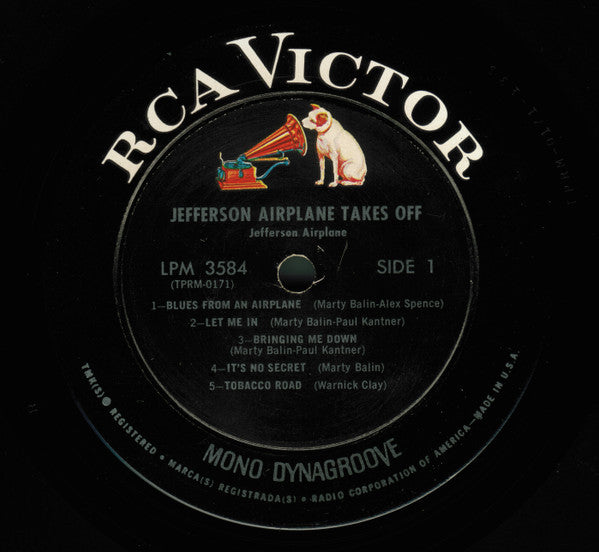 RCA VICTOR
JEFFERSON AIRPLANE TAKES OFF
Jefferson Airplane
LPM 3584
SIDE 1
(TPRM-0171)
1—BLUES FROM AN AIRPLANE (Marty Balin-Alex Spence)
2—LET ME IN (Marty Balin-Paul Kantner)
3—BRINGING ME DOWN
(Marty Balin-Paul Kantner)
4—IT'S NO SECRET (Marty Balin)
5—TOBACCO ROAD (Warnick Clay)
MONO DYNAGROOVE
TMK(S) ® REGISTERED • MARCA(S) REGISTRADA(S) • RADIO CORPORATION OF AMERICA—MADE IN U.S.A.